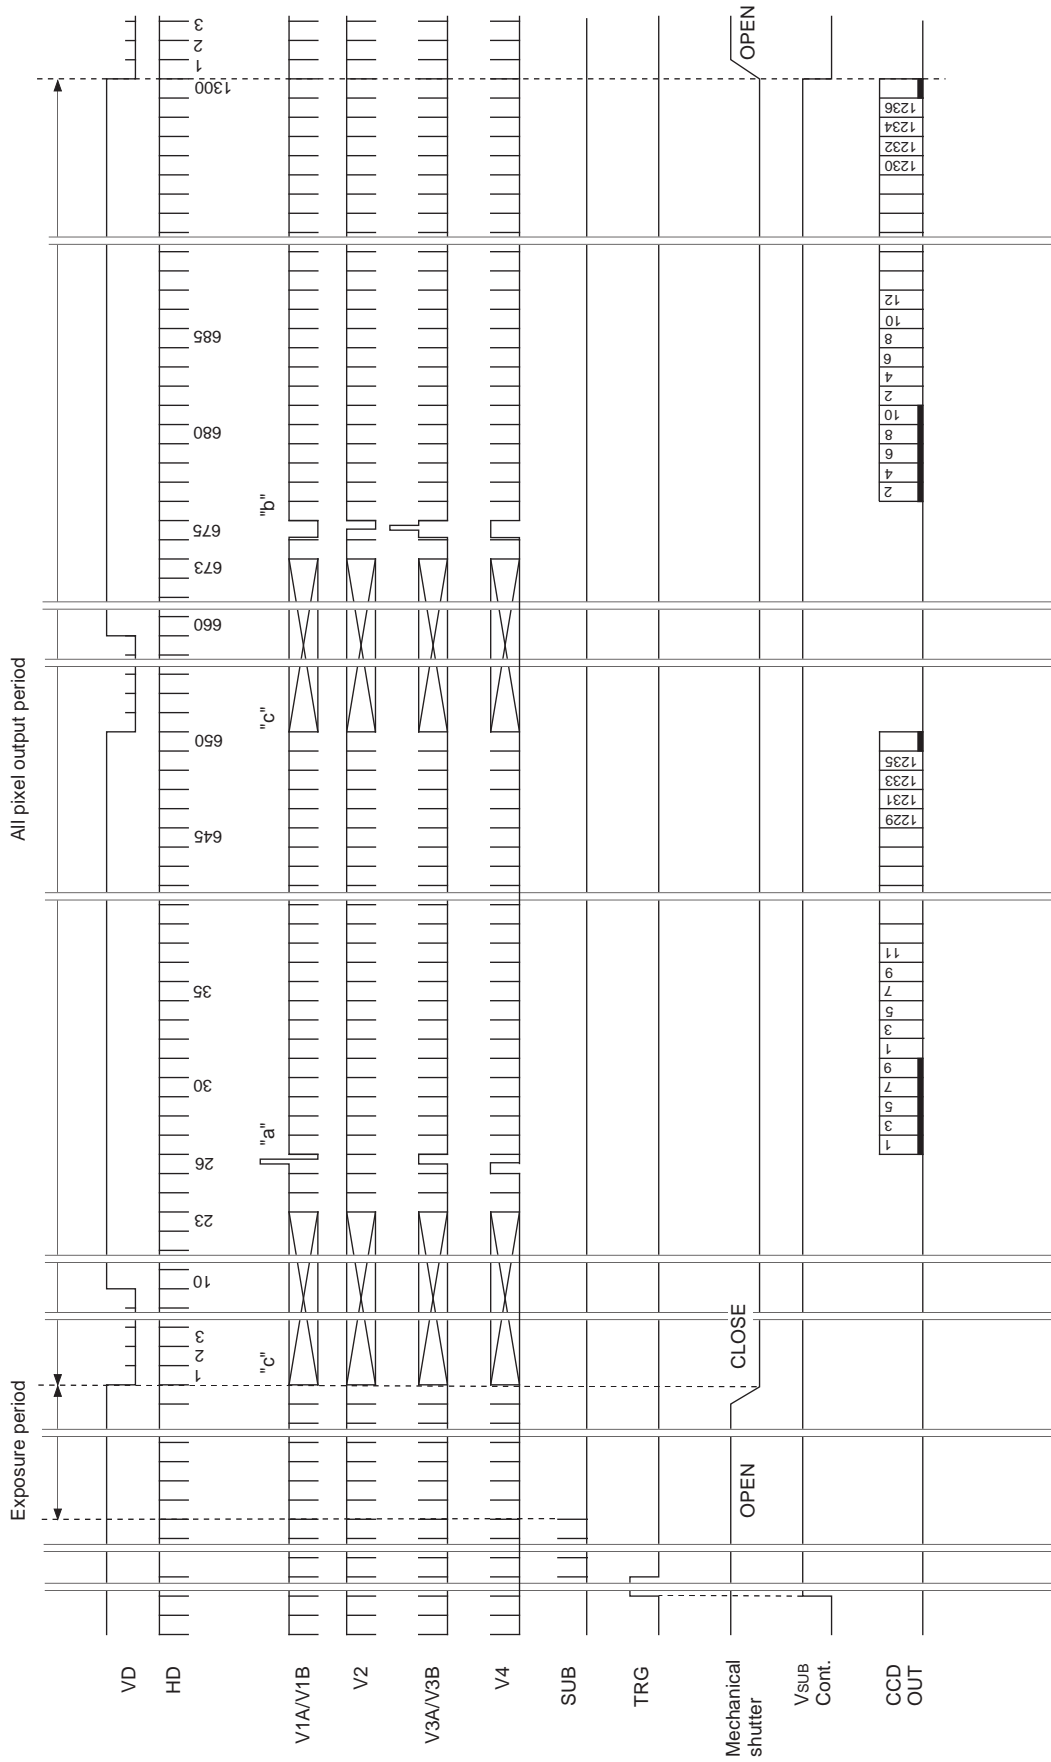 Exposure period
All pixel output period
VD
HD
1
2
3
10
23
26
30
35
645
650
660
673
675
680
685
1300
1
2
3
"c"
"a"
"c"
"b"
V1A/V1B
V2
V3A/V3B
V4
SUB
TRG
Mechanical
shutter
OPEN
CLOSE
OPEN
VSUB
Cont.
CCD
OUT
1
3
5
7
9
1
3
5
7
9
11
1229
1231
1233
1235
2
4
6
8
10
2
4
6
8
10
12
1230
1232
1234
1236